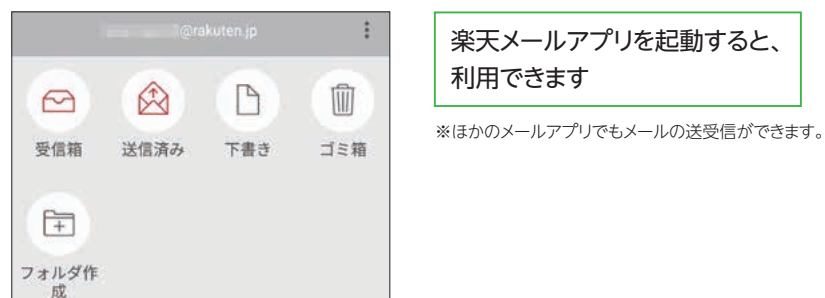 @rakuten.jp
受信箱
送信済み
下書き
ゴミ箱
フォルダ作
成
楽天メールアプリを起動すると、
利用できます
※ほかのメールアプリでもメールの送受信ができます。